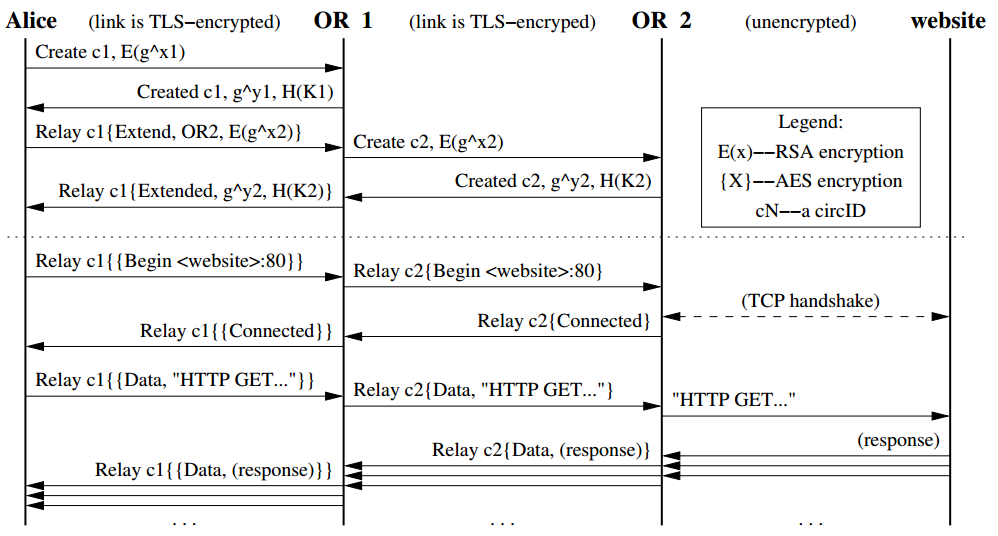 Alice (link is TLS−encrypted) OR 1 (link is TLS−encryped) OR 2 (unencrypted) website
Create c1, E(g^x1)
Created c1, g^y1, H(K1)
Relay c1{Extend, OR2, E(g^x2)}
Create c2, E(g^x2)
Created c2, g^y2, H(K2)
Relay c1{Extended, g^y2, H(K2)}
Legend:
E(x)−−RSA encryption
{X}−−AES encryption
cN−−a circID
Relay c1{{Begin <website>:80}}
Relay c2{Begin <website>:80}
(TCP handshake)
Relay c2{Connected}
Relay c1{{Connected}}
Relay c1{{Data, "HTTP GET..."}}
Relay c2{Data, "HTTP GET..."}
"HTTP GET..."
(response)
Relay c2{Data, (response)}
Relay c1{{Data, (response)}}
. . . . . .